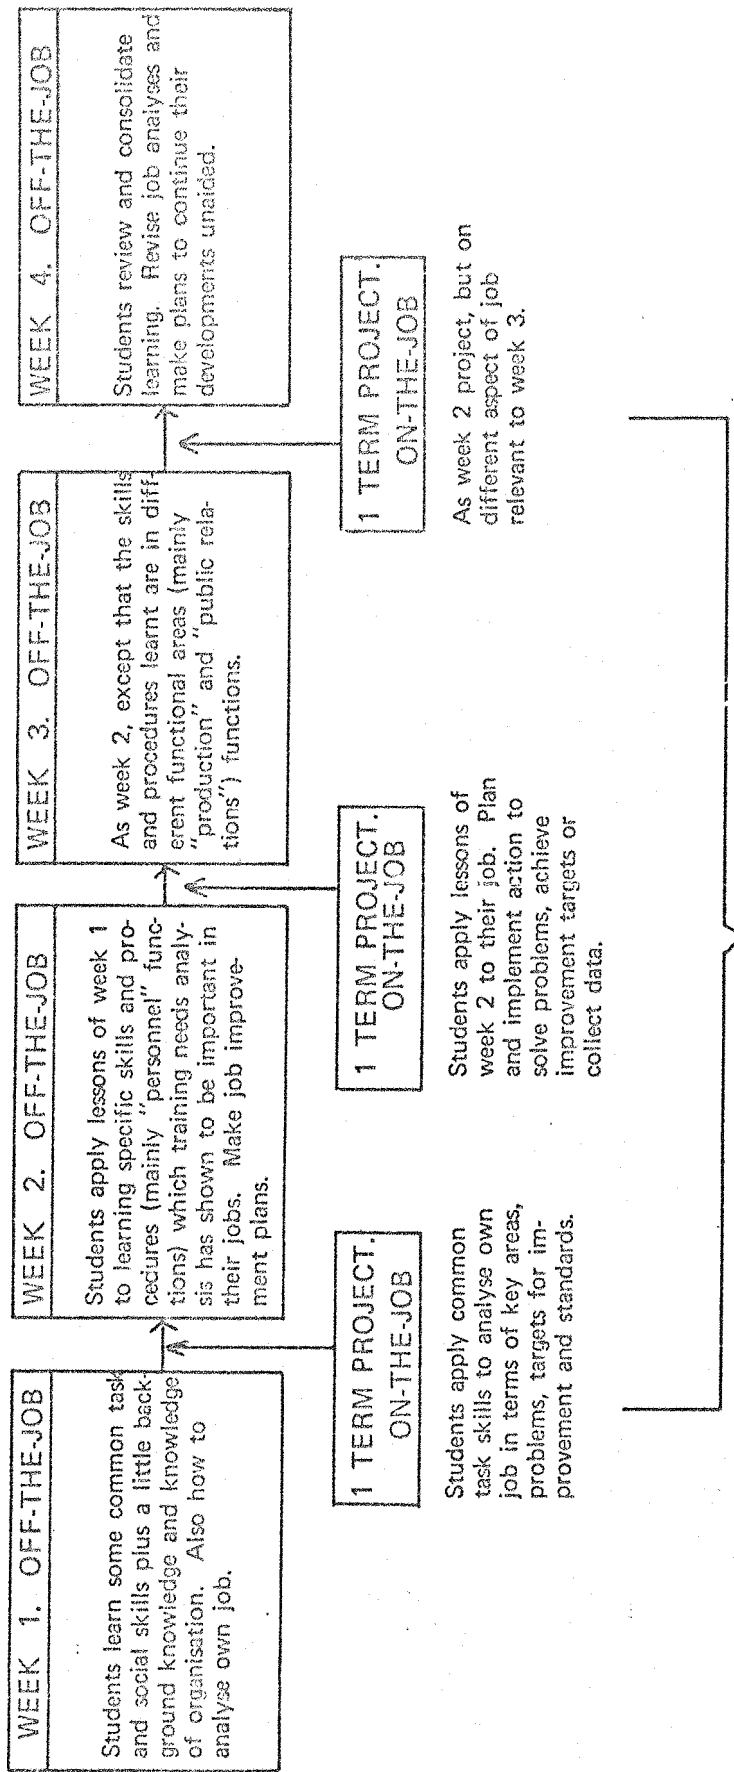 WEEK 1. OFF-THE-JOB
Students learn some common task
and social skills plus a little back-
ground knowledge and knowledge
of organisation. Also how to
analyse own job.
1 TERM PROJECT.
ON-THE-JOB
Students apply common
task skills to analyse own
job in terms of key areas,
problems, targets for im-
provement and standards.
WEEK 2. OFF-THE-JOB
Students apply lessons of week 1
to learning specific skills and pro-
cedures (mainly "personnel" func-
tions) which training needs analy-
sis has shown to be important in
their jobs. Make job improve-
ment plans.
1 TERM PROJECT.
ON-THE-JOB
Students apply lessons of
week 2 to their job. Plan
and implement action to
solve problems, achieve
improvement targets or
collect data.
WEEK 3. OFF-THE-JOB
As week 2, except that the skills
and procedures learnt are in diff-
erent functional areas (mainly
"production" and "public rela-
tions") functions.
1 TERM PROJECT.
ON-THE-JOB
As week 2 project, but on
different aspect of job
relevant to week 3.
WEEK 4. OFF-THE-JOB
Students review and consolidate
learning. Revise job analyses and
make plans to continue their
developments unaided.